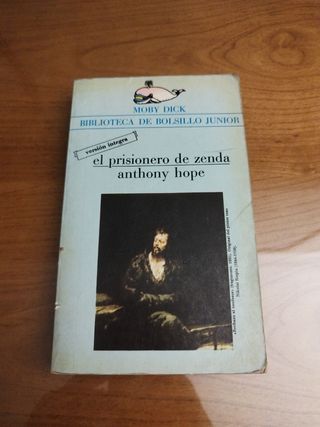 MOBY DICK
BIBLIOTECA DE BOLSILLO JUNIOR
versión íntegra
el prisionero de zenda
anthony hope